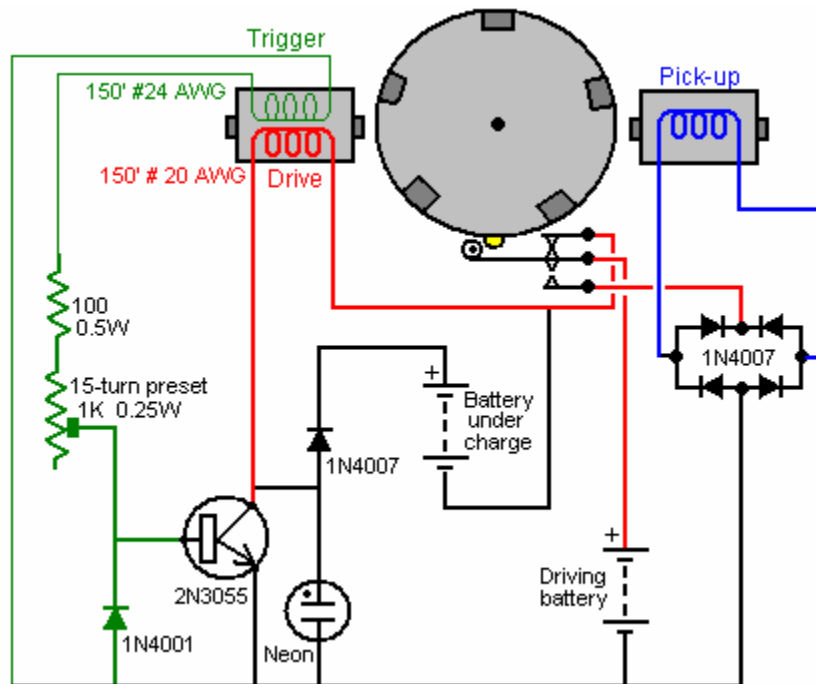 Trigger
150' #24 AWG
150' # 20 AWG
Drive
Pick-up
100
0.5W
15-turn preset
1K 0.25W
1N4007
+
Battery
under
charge
1N4007
2N3055
1N4001
Neon
+
Driving
battery